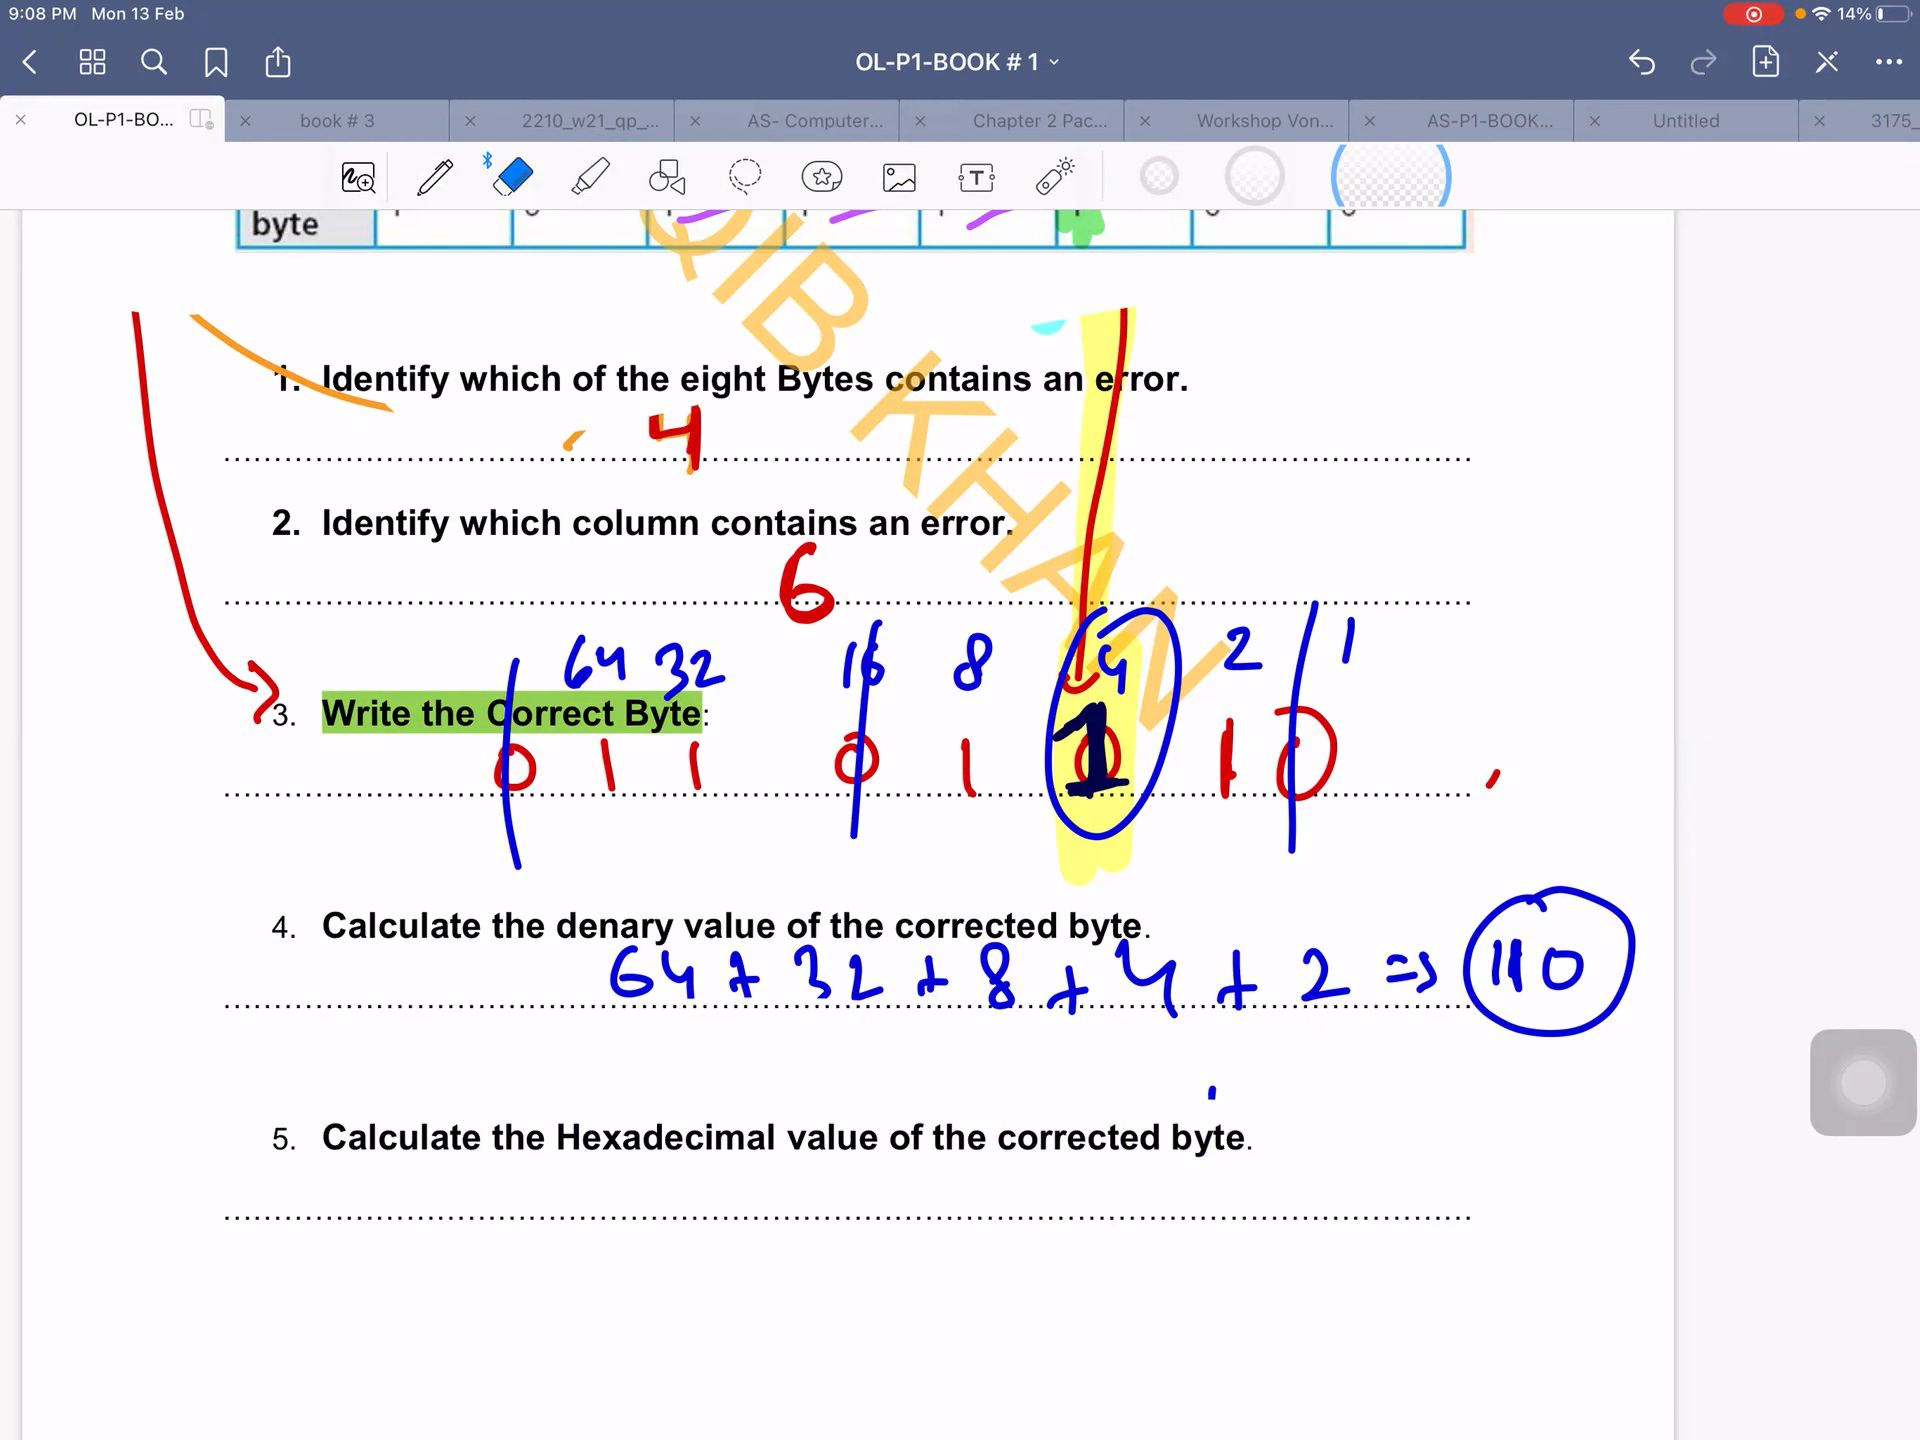 9:08 PM Mon 13 Feb 14%
OL-P1-BOOK # 1
OL-P1-BO... book # 3 2210_w21_qp_... AS- Computer... Chapter 2 Pac... Workshop Von... AS-P1-BOOK... Untitled 3175_
byte
QIB KHAN
1. Identify which of the eight Bytes contains an error.
4
2. Identify which column contains an error.
6
64 32 16 8 4 2 1
3. Write the Correct Byte:
0 1 1 0 1 1 1 0
4. Calculate the denary value of the corrected byte.
64 + 32 + 8 + 4 + 2 => 110
5. Calculate the Hexadecimal value of the corrected byte.